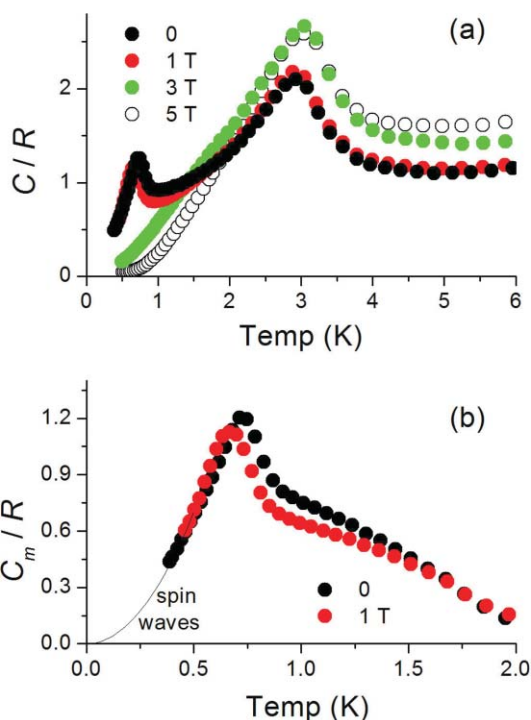 (a)
0
1 T
3 T
5 T
C / R
2
1
0
0 1 2 3 4 5 6
Temp (K)
(b)
1.2
0.9
0.6
0.3
0.0
C_m / R
spin
waves
0
1 T
0.0 0.5 1.0 1.5 2.0
Temp (K)